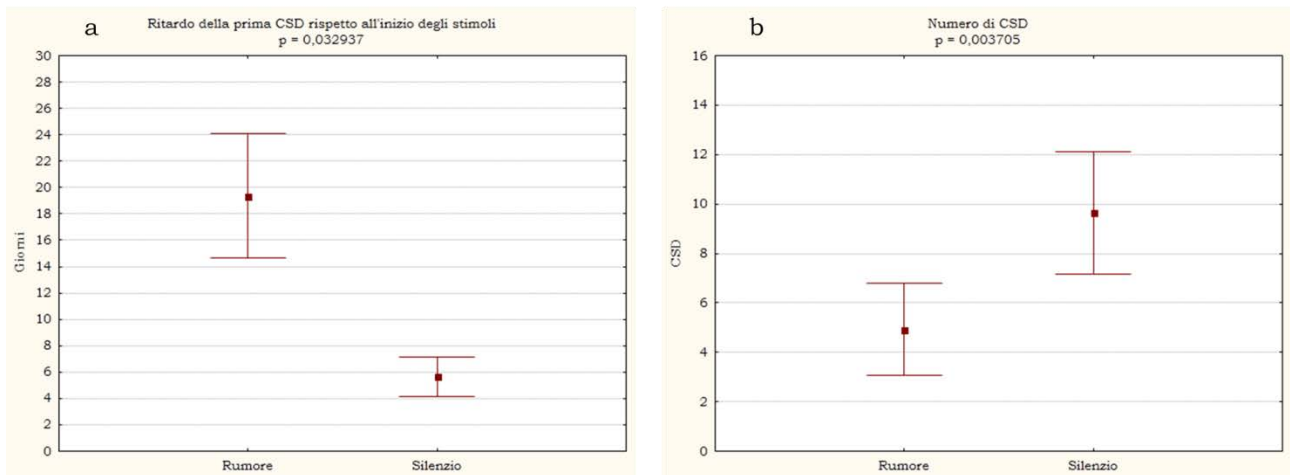 a
Ritardo della prima CSD rispetto all'inizio degli stimoli
p = 0,032937
30
28
26
24
22
20
18
16
14
12
10
8
6
4
2
0
Giorni
Rumore
Silenzio
b
Numero di CSD
p = 0,003705
16
14
12
10
8
6
4
2
0
CSD
Rumore
Silenzio